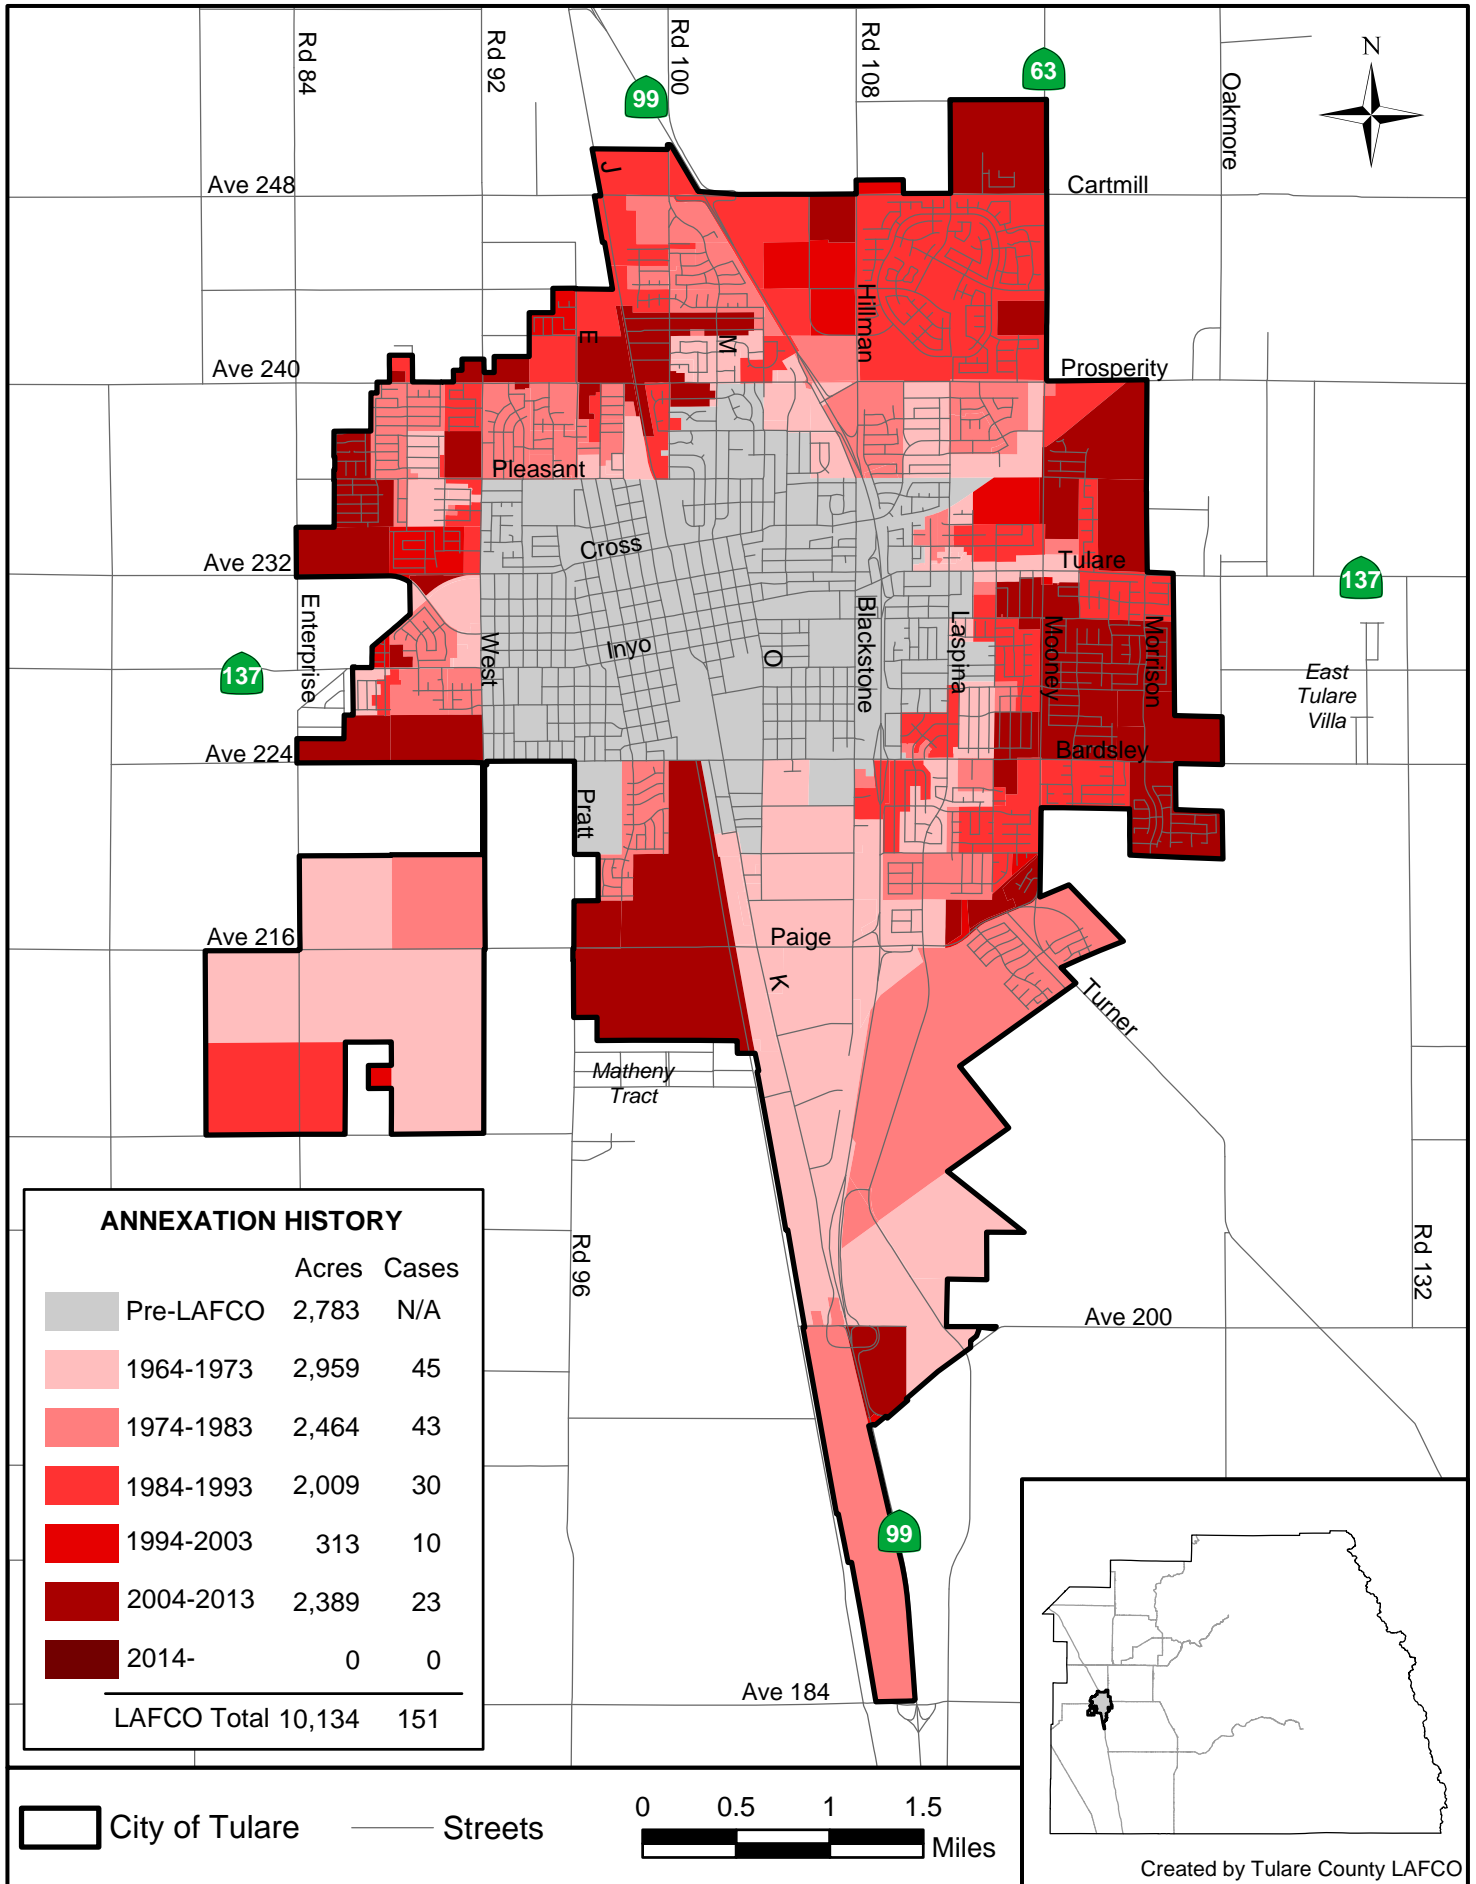 Rd 84
Rd 92
Rd 100
Rd 108
63
99
Oakmore
N
Ave 248
J
Cartmill
Hillman
E
M
Ave 240
Prosperity
Pleasant
Cross
Ave 232
Tulare
137
Enterprise
West
Inyo
O
Blackstone
Laspina
Mooney
Morrison
137
East
Tulare
Villa
Ave 224
Bardsley
Pratt
Ave 216
Paige
K
Turner
Matheny
Tract
Rd 96
Rd 132
Ave 200
99
Ave 184
ANNEXATION HISTORY
Acres Cases
Pre-LAFCO 2,783 N/A
1964-1973 2,959 45
1974-1983 2,464 43
1984-1993 2,009 30
1994-2003 313 10
2004-2013 2,389 23
2014- 0 0
LAFCO Total 10,134 151
City of Tulare
Streets
0 0.5 1 1.5
Miles
Created by Tulare County LAFCO